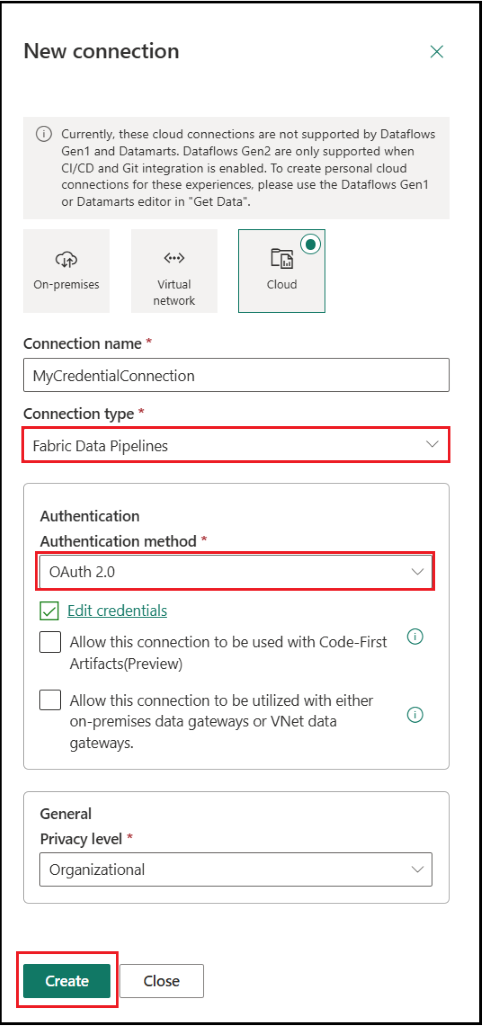 New connection
Currently, these cloud connections are not supported by Dataflows
Gen1 and Datamarts. Dataflows Gen2 are only supported when
CI/CD and Git integration is enabled. To create personal cloud
connections for these experiences, please use the Dataflows Gen1
or Datamarts editor in "Get Data".
On-premises
Virtual
network
Cloud
Connection name *
MyCredentialConnection
Connection type *
Fabric Data Pipelines
Authentication
Authentication method *
OAuth 2.0
Edit credentials
Allow this connection to be used with Code-First
Artifacts(Preview)
Allow this connection to be utilized with either
on-premises data gateways or VNet data
gateways.
General
Privacy level *
Organizational
Create
Close